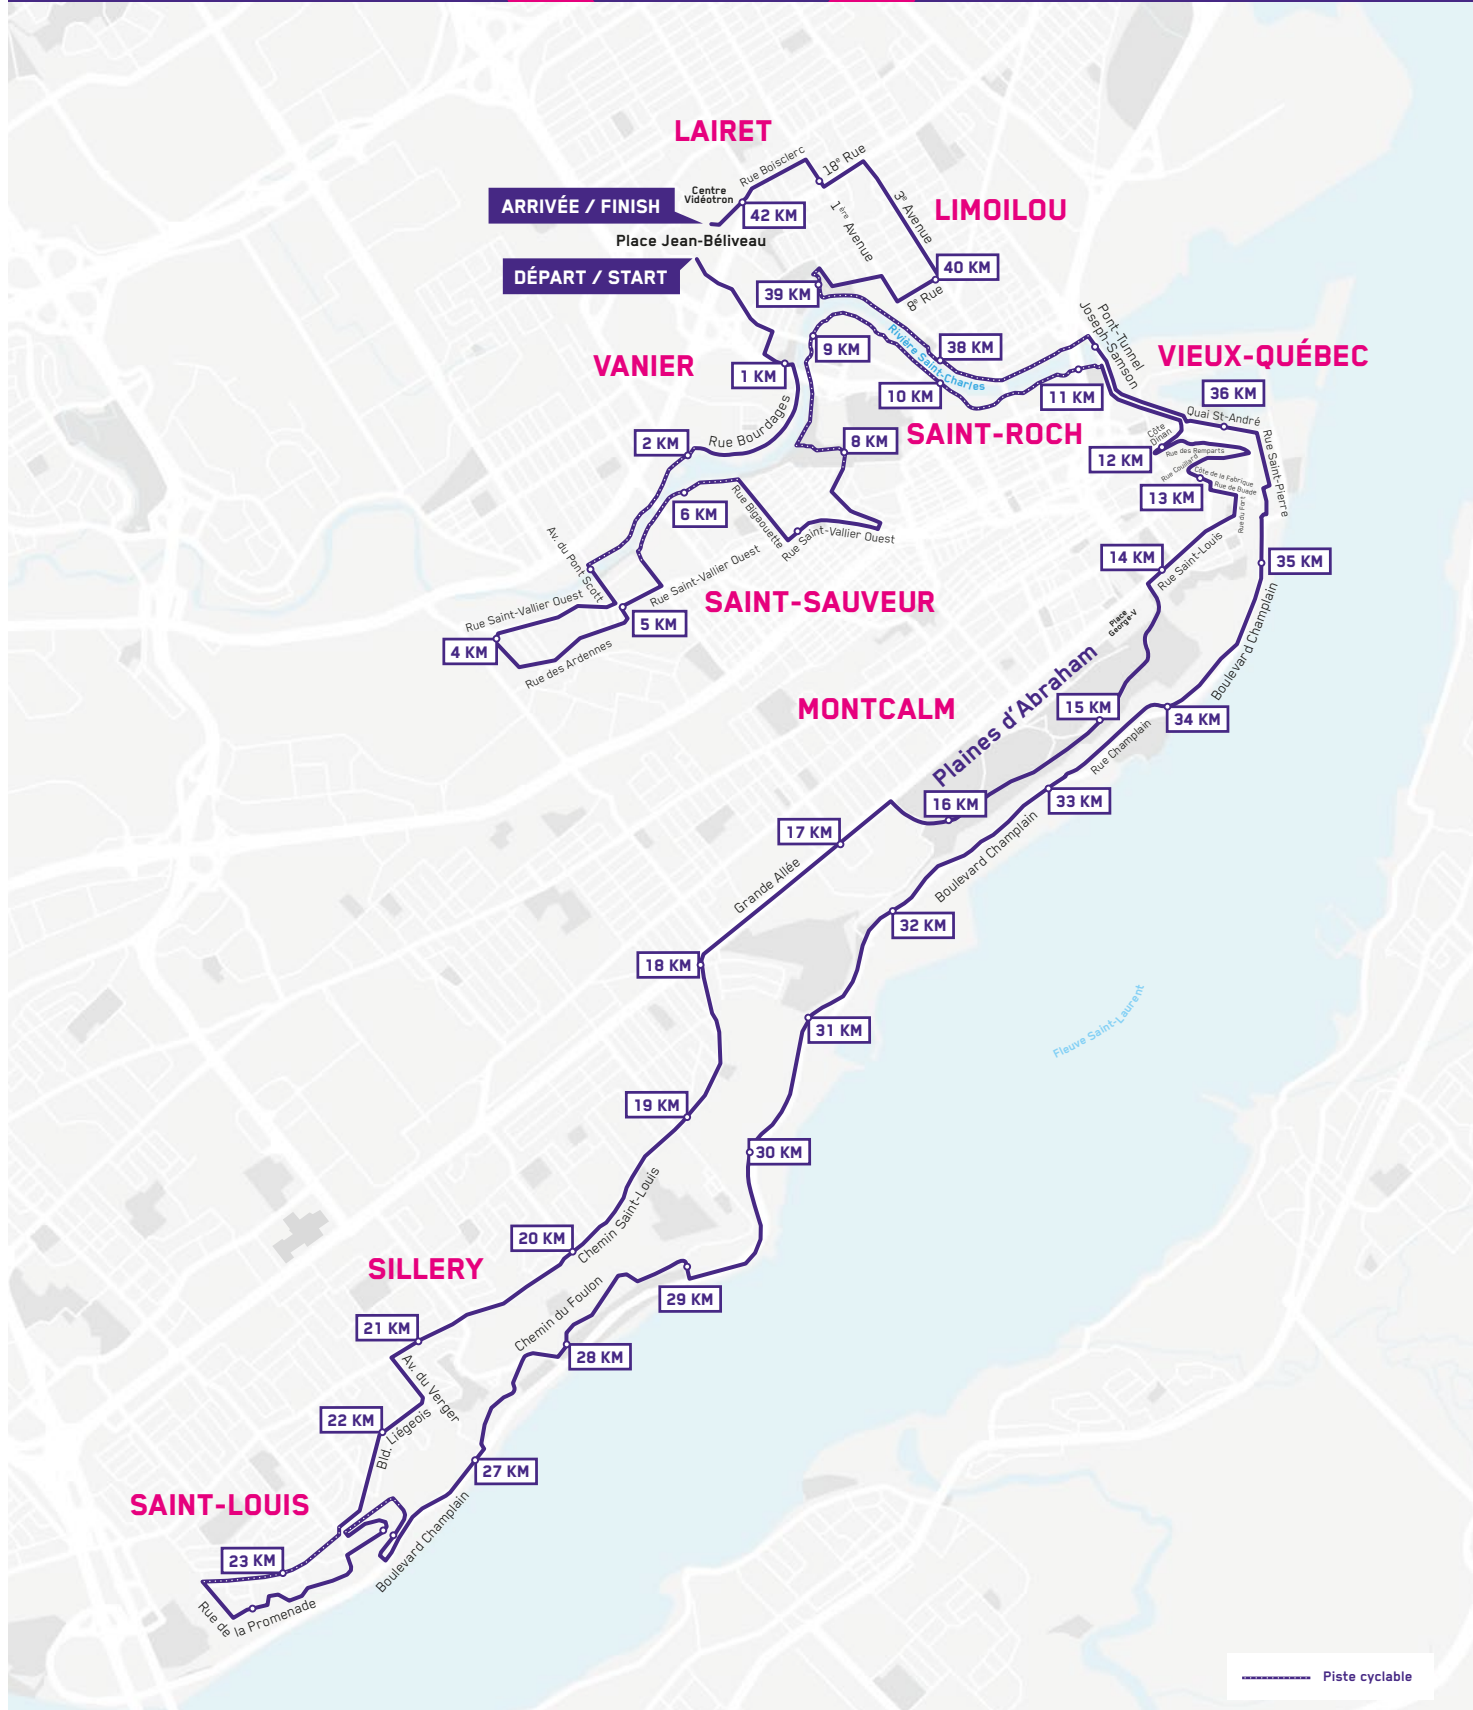 LAIRET
Rue Boisclerc
18e Rue
Centre
Vidéotron
ARRIVÉE / FINISH
42 KM
1ère Avenue
3e Avenue
LIMOILOU
Place Jean-Béliveau
DÉPART / START
40 KM
39 KM
8e Rue
Pont-Tunnel
Joseph-Samson
VANIER
9 KM
Rivière Saint-Charles
38 KM
VIEUX-QUÉBEC
1 KM
10 KM
11 KM
36 KM
Quai St-André
Rue Bourdages
2 KM
8 KM
SAINT-ROCH
Côte
Dinan
Rue des Remparts
Rue Saint-Pierre
12 KM
Rue Couillard
Côte de la Fabrique
Rue de Buade
13 KM
Rue du Fort
6 KM
Rue Bigaouette
Rue Saint-Vallier Ouest
Av. du Pont Scott
Rue Saint-Vallier Ouest
14 KM
Rue Saint-Louis
35 KM
Rue Saint-Vallier Ouest
SAINT-SAUVEUR
5 KM
Place
George-V
4 KM
Rue des Ardennes
Boulevard Champlain
Plaines d'Abraham
MONTCALM
15 KM
34 KM
Rue Champlain
16 KM
33 KM
17 KM
Boulevard Champlain
Grande Allée
32 KM
18 KM
31 KM
Fleuve Saint-Laurent
19 KM
30 KM
Chemin Saint-Louis
20 KM
SILLERY
29 KM
Chemin du Foulon
21 KM
28 KM
Av. du Verger
22 KM
Bld. Liégeois
27 KM
SAINT-LOUIS
Boulevard Champlain
23 KM
Rue de
la Promenade
Piste cyclable